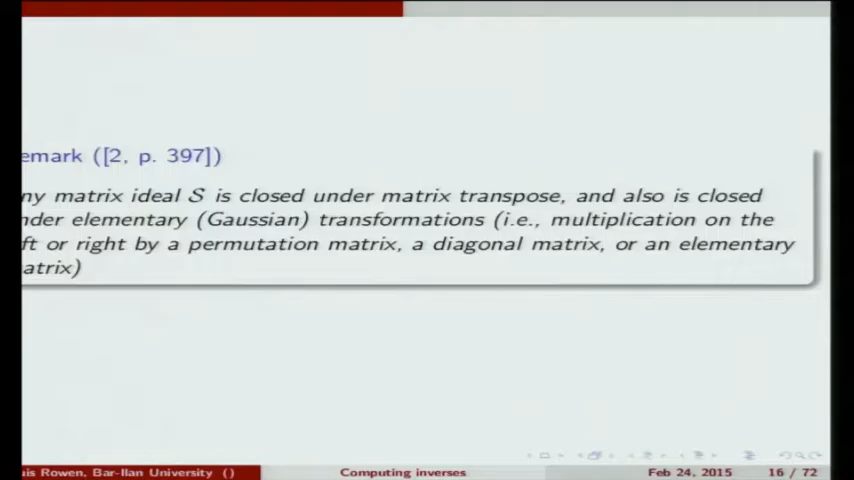 emark ([2, p. 397])
ny matrix ideal S is closed under matrix transpose, and also is closed
nder elementary (Gaussian) transformations (i.e., multiplication on the
ft or right by a permutation matrix, a diagonal matrix, or an elementary
atrix)
uis Rowen, Bar-Ilan University () Computing inverses Feb 24, 2015 16 / 72